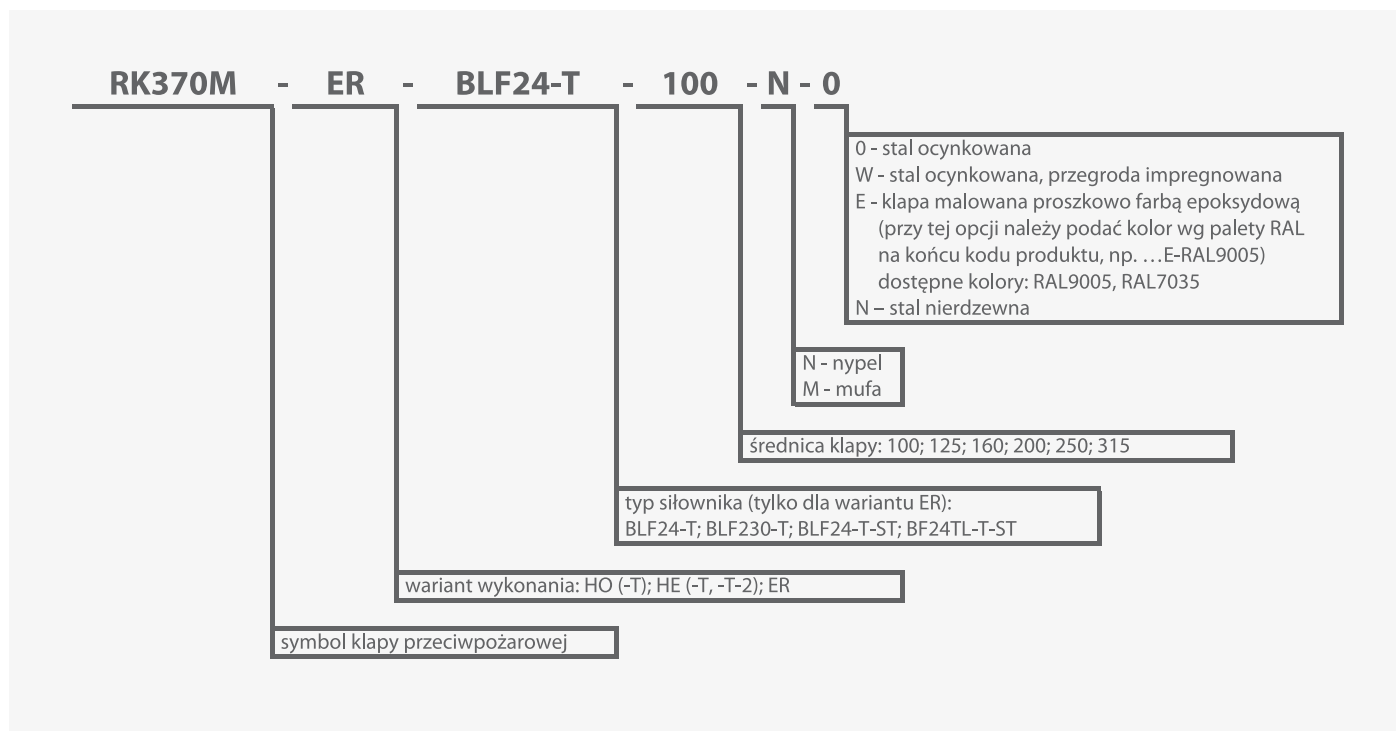 RK370M - ER - BLF24-T - 100 - N - 0
0 - stal ocynkowana
W - stal ocynkowana, przegroda impregnowana
E - klapa malowana proszkowo farbą epoksydową
(przy tej opcji należy podać kolor wg palety RAL
na końcu kodu produktu, np. …E-RAL9005)
dostępne kolory: RAL9005, RAL7035
N – stal nierdzewna
N - nypel
M - mufa
średnica klapy: 100; 125; 160; 200; 250; 315
typ siłownika (tylko dla wariantu ER):
BLF24-T; BLF230-T; BLF24-T-ST; BF24TL-T-ST
wariant wykonania: HO (-T); HE (-T, -T-2); ER
symbol klapy przeciwpożarowej